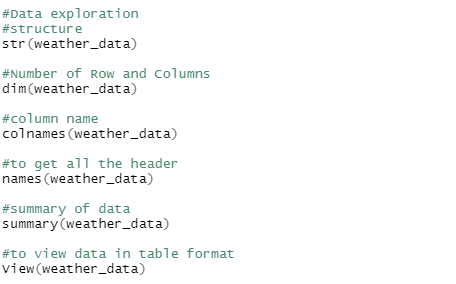 #Data exploration
#structure
str(weather_data)
#Number of Row and Columns
dim(weather_data)
#column name
colnames(weather_data)
#to get all the header
names(weather_data)
#summary of data
summary(weather_data)
#to view data in table format
View(weather_data)